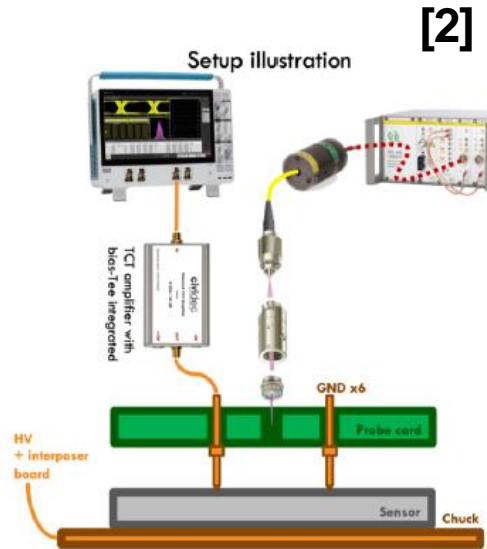 [2]
Setup illustration
TCT amplifier with
bias-Tee integrated
cividec
GND x6
Probe card
HV
+ interposer
board
Sensor
Chuck